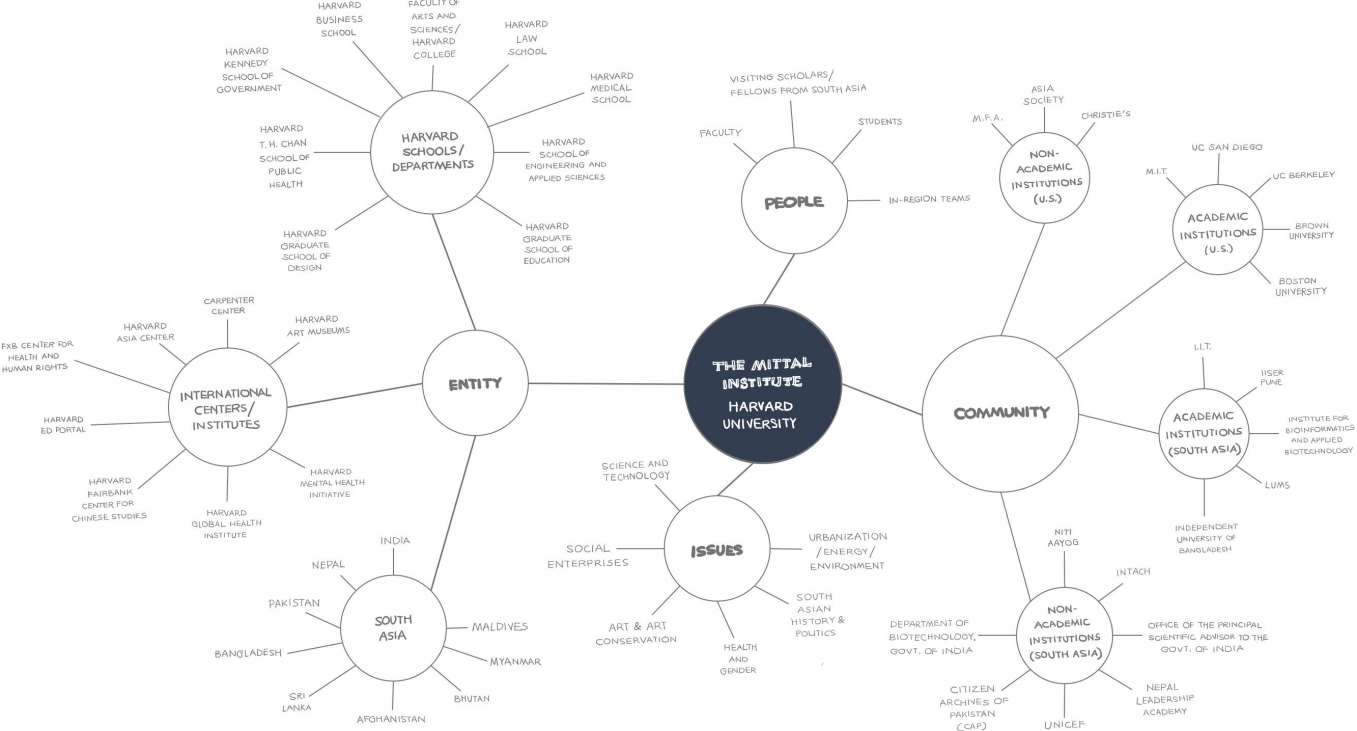 HARVARD
BUSINESS
SCHOOL
FACULTY OF
ARTS AND
SCIENCES/
HARVARD
COLLEGE
HARVARD
LAW
SCHOOL
HARVARD
KENNEDY
SCHOOL OF
GOVERNMENT
HARVARD
MEDICAL
SCHOOL
HARVARD
T. H. CHAN
SCHOOL OF
PUBLIC
HEALTH
HARVARD
SCHOOLS/
DEPARTMENTS
HARVARD
SCHOOL OF
ENGINEERING AND
APPLIED SCIENCES
HARVARD
GRADUATE
SCHOOL OF
DESIGN
HARVARD
GRADUATE
SCHOOL OF
EDUCATION
CARPENTER
CENTER
HARVARD
ASIA CENTER
HARVARD
ART MUSEUMS
FXB CENTER FOR
HEALTH AND
HUMAN RIGHTS
INTERNATIONAL
CENTERS/
INSTITUTES
HARVARD
ED PORTAL
HARVARD
FAIRBANK
CENTER FOR
CHINESE STUDIES
HARVARD
GLOBAL HEALTH
INSTITUTE
HARVARD
MENTAL HEALTH
INITIATIVE
ENTITY
INDIA
NEPAL
PAKISTAN
BANGLADESH
SRI
LANKA
AFGHANISTAN
BHUTAN
MYANMAR
MALDIVES
SOUTH
ASIA
VISITING SCHOLARS/
FELLOWS FROM SOUTH ASIA
FACULTY
STUDENTS
IN-REGION TEAMS
PEOPLE
THE MITTAL
INSTITUTE
HARVARD
UNIVERSITY
SCIENCE AND
TECHNOLOGY
SOCIAL
ENTERPRISES
ISSUES
URBANIZATION
/ENERGY/
ENVIRONMENT
ART & ART
CONSERVATION
HEALTH
AND
GENDER
SOUTH
ASIAN
HISTORY &
POLITICS
ASIA
SOCIETY
M.F.A.
CHRISTIE'S
NON-
ACADEMIC
INSTITUTIONS
(U.S.)
UC SAN DIEGO
M.I.T.
UC BERKELEY
ACADEMIC
INSTITUTIONS
(U.S.)
BROWN
UNIVERSITY
BOSTON
UNIVERSITY
COMMUNITY
I.I.T.
IISER
PUNE
ACADEMIC
INSTITUTIONS
(SOUTH ASIA)
INSTITUTE FOR
BIOINFORMATICS
AND APPLIED
BIOTECHNOLOGY
LUMS
INDEPENDENT
UNIVERSITY OF
BANGLADESH
NITI
AAYOG
INTACH
NON-
ACADEMIC
INSTITUTIONS
(SOUTH ASIA)
DEPARTMENT OF
BIOTECHNOLOGY,
GOVT. OF INDIA
OFFICE OF THE PRINCIPAL
SCIENTIFIC ADVISOR TO THE
GOVT. OF INDIA
CITIZEN
ARCHIVES OF
PAKISTAN
(CAP)
UNICEF
NEPAL
LEADERSHIP
ACADEMY